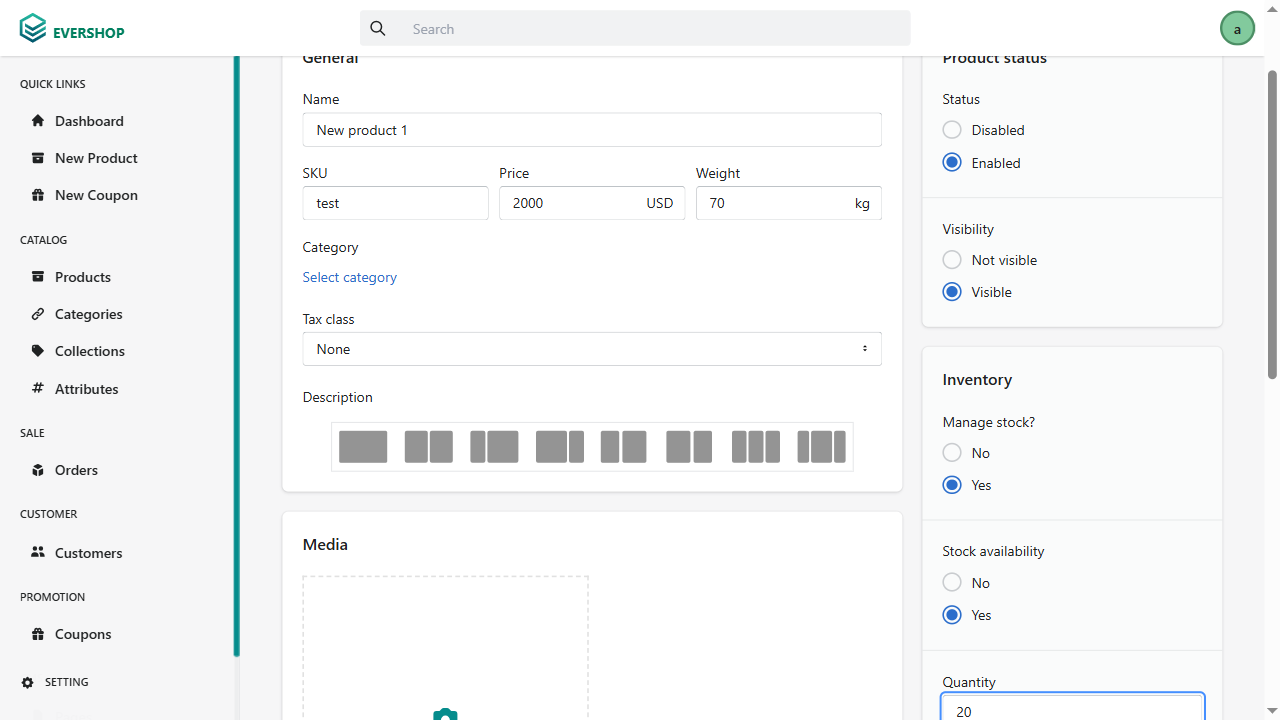 EVERSHOP
Search
a
QUICK LINKS
Dashboard
New Product
New Coupon
CATALOG
Products
Categories
Collections
Attributes
SALE
Orders
CUSTOMER
Customers
PROMOTION
Coupons
SETTING
General
Name
New product 1
SKU
Price
Weight
test
2000 USD
70 kg
Category
Select category
Tax class
None
Description
Media
Product status
Status
Disabled
Enabled
Visibility
Not visible
Visible
Inventory
Manage stock?
No
Yes
Stock availability
No
Yes
Quantity
20